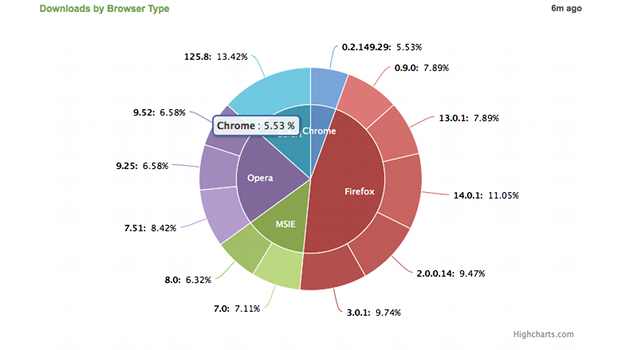 Downloads by Browser Type
6m ago
125.8: 13.42%
0.2.149.29: 5.53%
0.9.0: 7.89%
9.52: 6.58%
13.0.1: 7.89%
Chrome : 5.53 %
Chrome
9.25: 6.58%
Opera
Firefox
14.0.1: 11.05%
7.51: 8.42%
MSIE
8.0: 6.32%
2.0.0.14: 9.47%
7.0: 7.11%
3.0.1: 9.74%
Highcharts.com